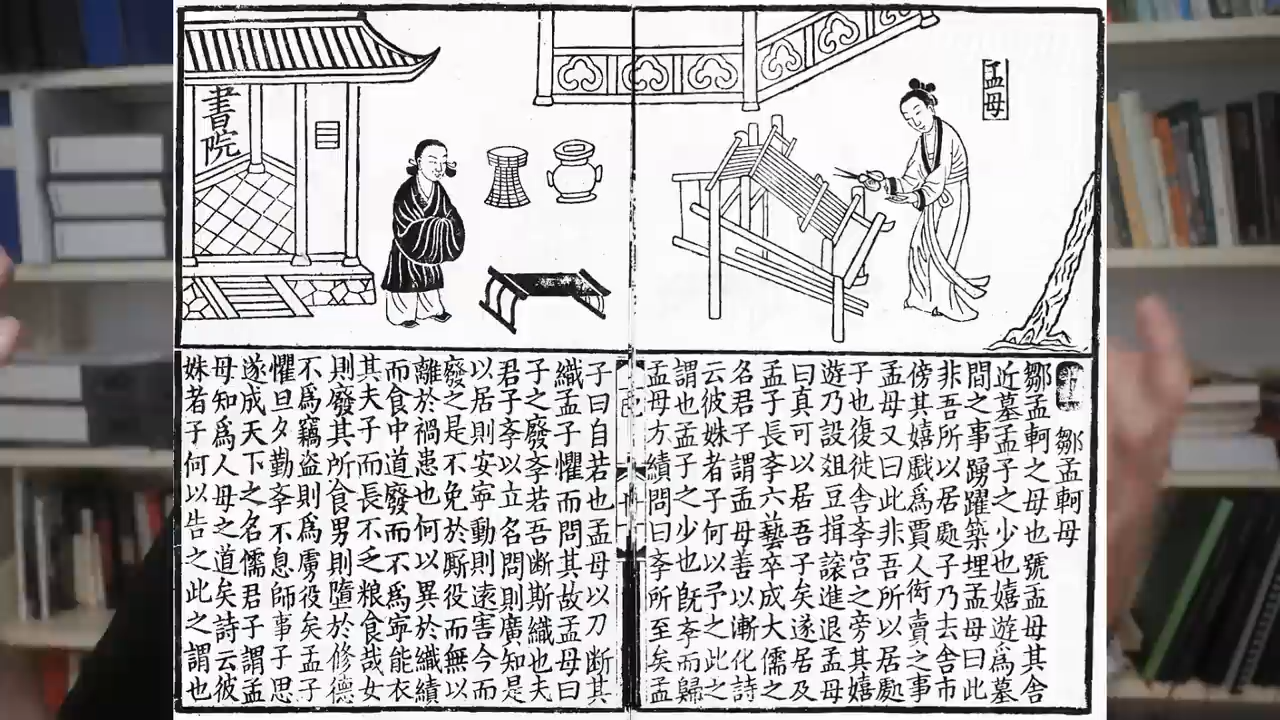 孟母
書院
鄒孟軻母
鄒孟軻之母也號孟母其舍
近墓孟子之少也嬉遊爲墓
間之事踴躍築埋孟母曰此
非吾所以居處子乃去舍市
傍其嬉戲爲賈人衒賣之事
孟母又曰此非吾所以居處
子也復徙舍斈宮之旁其嬉
遊乃設俎豆揖讓進退孟母
曰真可以居吾子矣遂居及
孟子長斈六藝卒成大儒之
名君子謂孟母善以漸化詩
云彼姝者子何以予之此之
謂也孟子之少也旣斈而歸
孟母方績問曰斈所至矣孟
子曰自若也孟母以刀断其
織孟子懼而問其故孟母曰
子之廢斈若吾断斯織也夫
君子斈以立名問則廣知是
以居則安寜動則遠害今而
廢之是不免於厮役而無以
離於禍患也何以異於織績
而食中道廢而不爲寜能衣
其夫子而長不乏粮食哉女
則廢其所食男則墮於修德
不爲竊盗則爲虜役矣孟子
懼旦夕勤斈不息師事子思
遂成天下之名儒君子謂孟
母知爲人母之道矣詩云彼
姝者子何以告之此之謂也